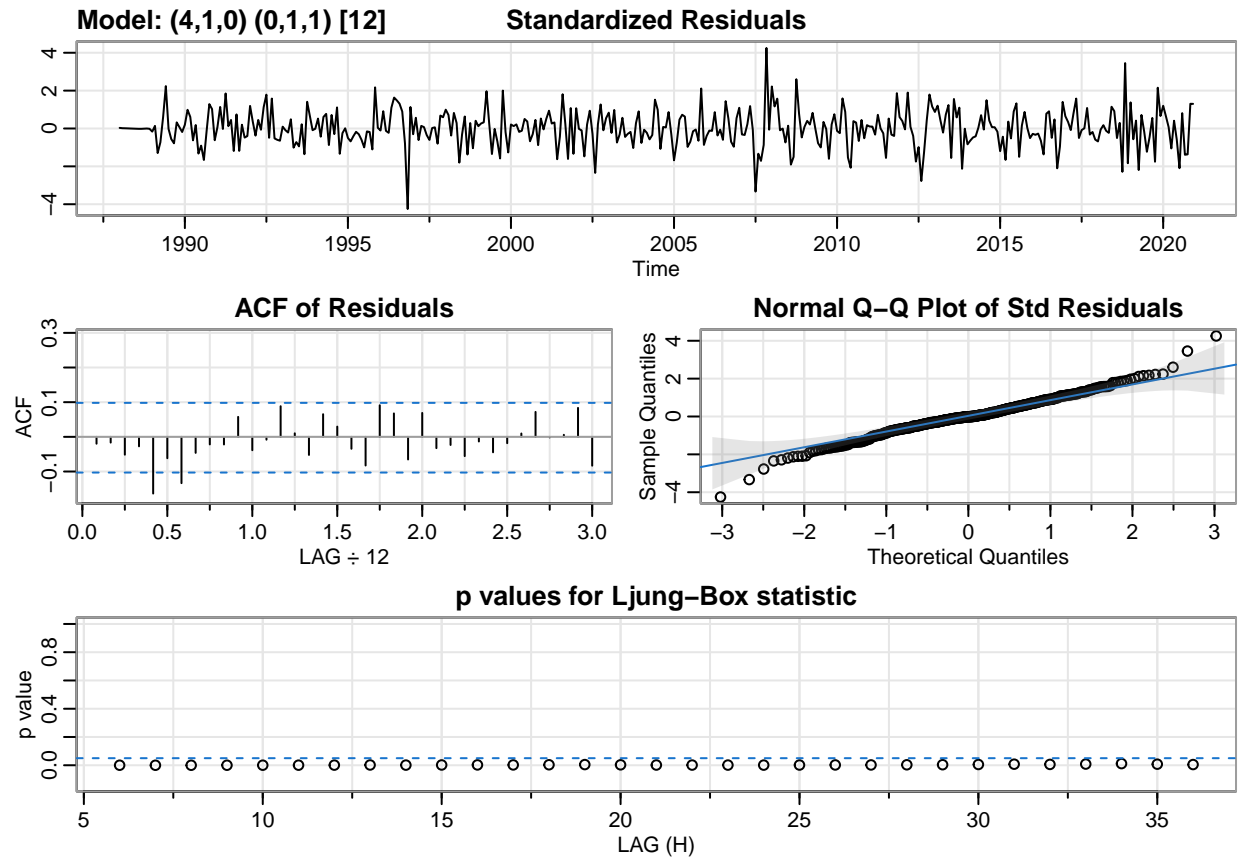 Model: (4,1,0) (0,1,1) [12] Standardized Residuals
4
2
0
−4
1990 1995 2000 2005 2010 2015 2020
Time
ACF of Residuals
ACF
0.3
0.1
−0.1
0.0 0.5 1.0 1.5 2.0 2.5 3.0
LAG ÷ 12
Normal Q−Q Plot of Std Residuals
Sample Quantiles
4
2
0
−4
−3 −2 −1 0 1 2 3
Theoretical Quantiles
p values for Ljung−Box statistic
p value
0.8
0.4
0.0
5 10 15 20 25 30 35
LAG (H)